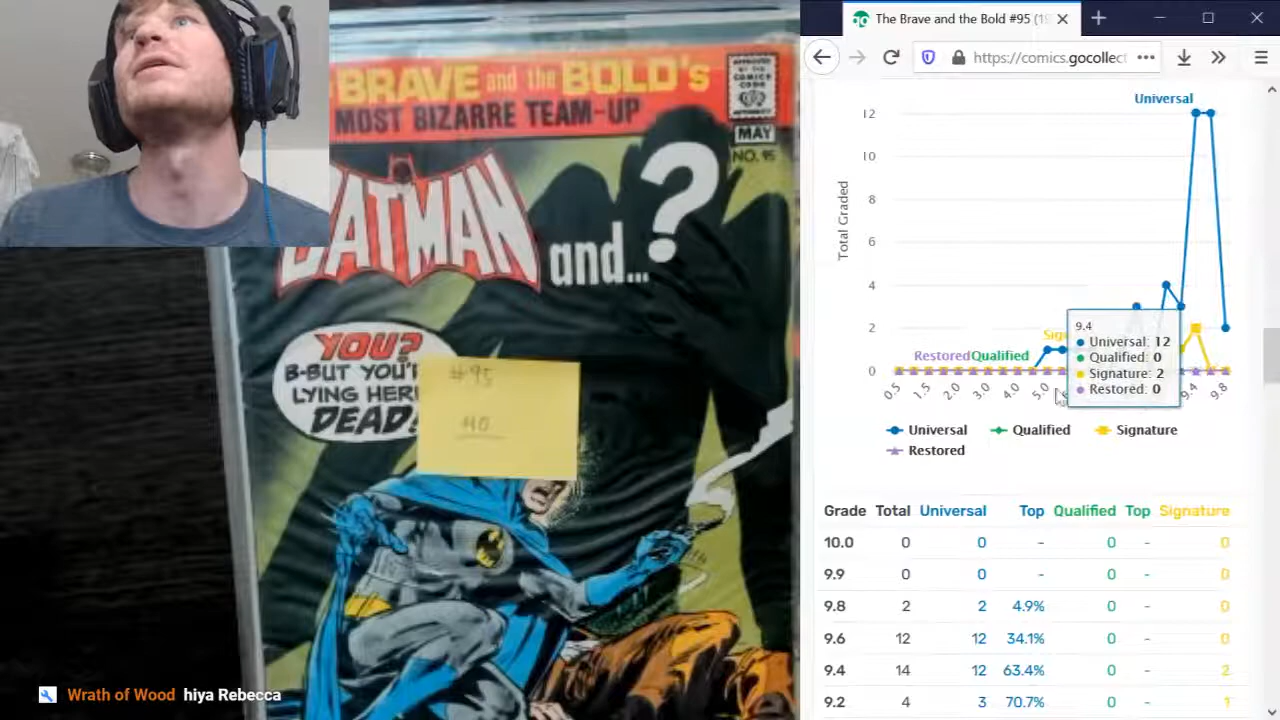 BRAVE and the BOLD's
MOST BIZARRE TEAM-UP
APPROVED
BY THE
COMICS
CODE
AUTHORITY
MAY
NO. 95
BATMAN
and...?
YOU?
B-BUT YOU'
LYING HER
DEAD!
#95
40
Wrath of Wood hiya Rebecca
The Brave and the Bold #95 (19
https://comics.gocollect
Universal
Total Graded
12
10
8
6
4
2
0
Restored Qualified
0.5 1.5 2.0 3.0 4.0 5.0 9.4 9.8
9.4
Universal: 12
Qualified: 0
Signature: 2
Restored: 0
Universal Qualified Signature
Restored
Grade Total Universal Top Qualified Top Signature
10.0 0 0 - 0 - 0
9.9 0 0 - 0 - 0
9.8 2 2 4.9% 0 - 0
9.6 12 12 34.1% 0 - 0
9.4 14 12 63.4% 0 - 2
9.2 4 3 70.7% 0 - 1